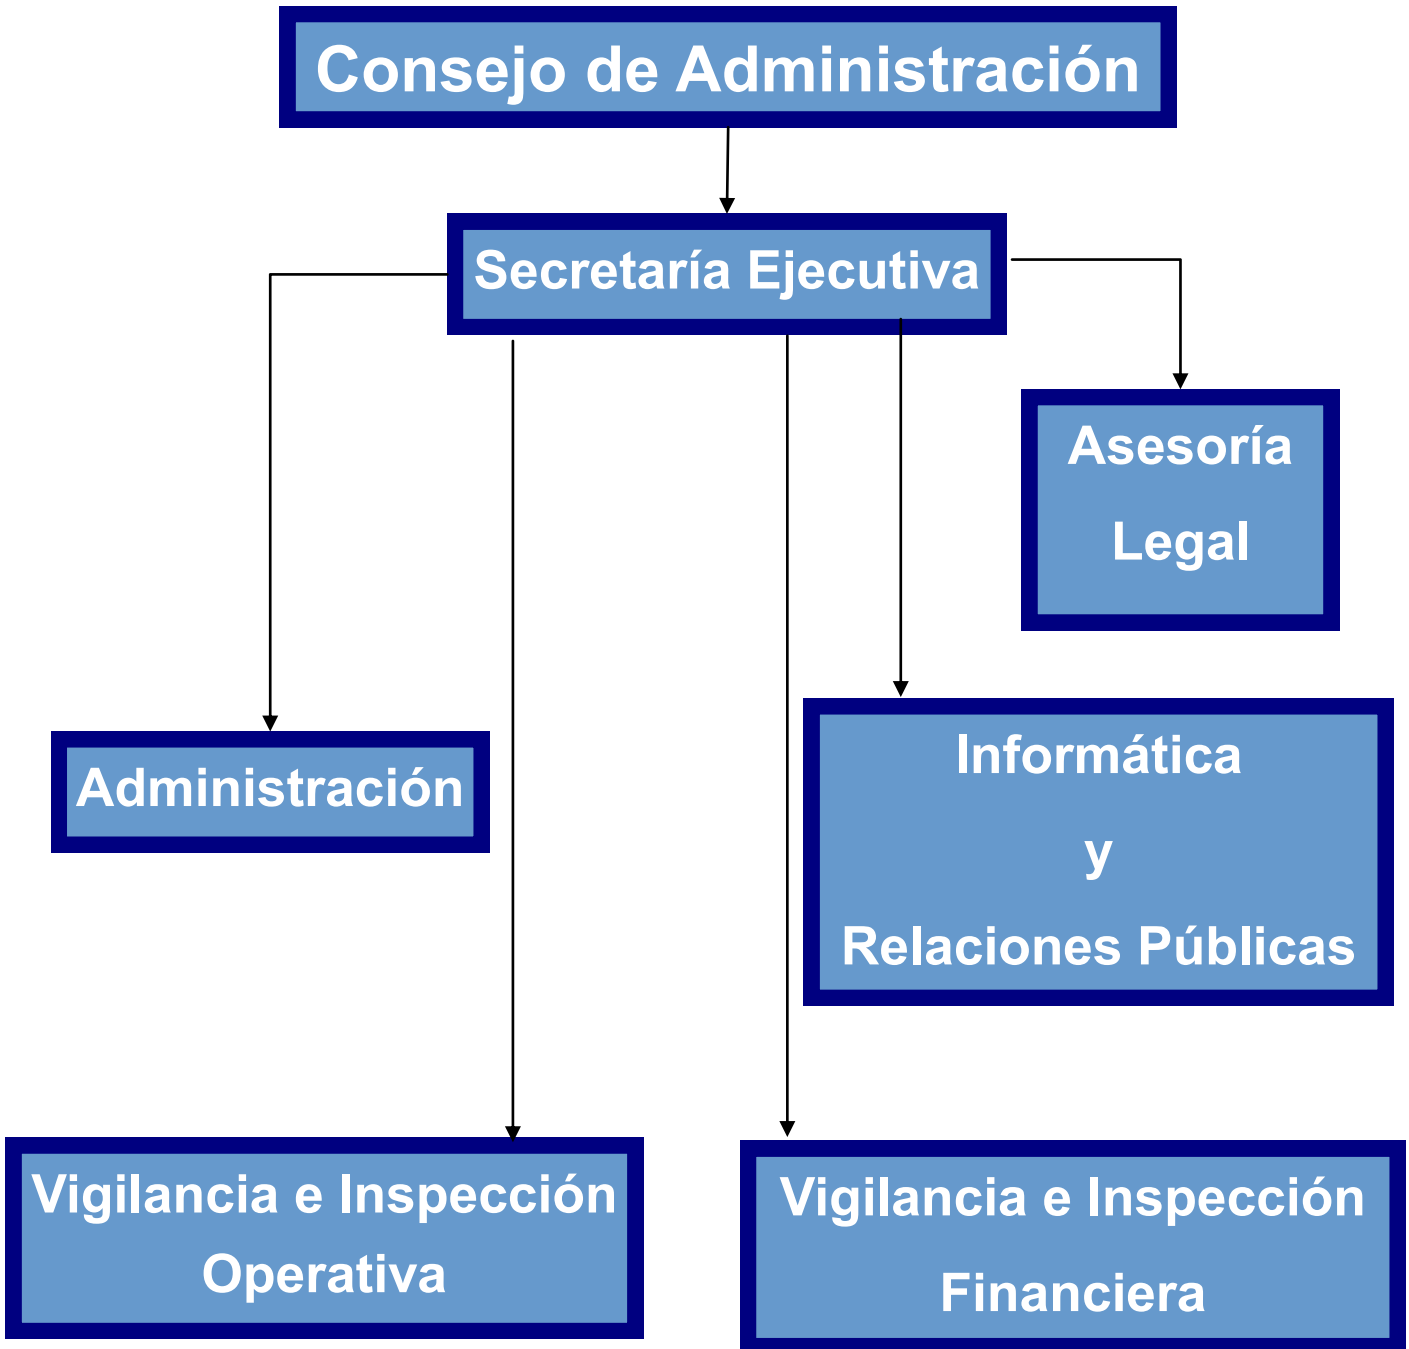 Consejo de Administración
Secretaría Ejecutiva
Asesoría
Legal
Administración
Informática
y
Relaciones Públicas
Vigilancia e Inspección
Operativa
Vigilancia e Inspección
Financiera